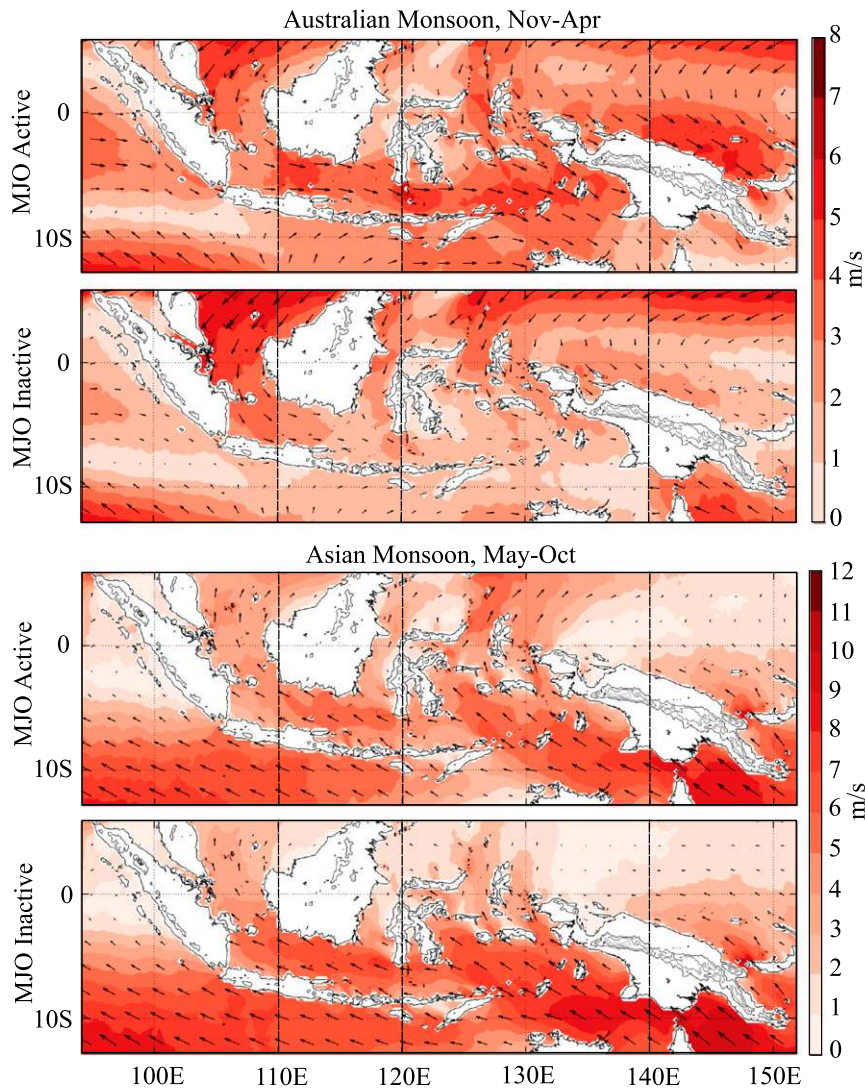 Australian Monsoon, Nov-Apr
MJO Active
0
10S
MJO Inactive
0
10S
8
7
6
5
4
3
2
1
0
m/s
Asian Monsoon, May-Oct
MJO Active
0
10S
MJO Inactive
0
10S
12
11
10
9
8
7
6
5
4
3
2
1
0
m/s
100E 110E 120E 130E 140E 150E